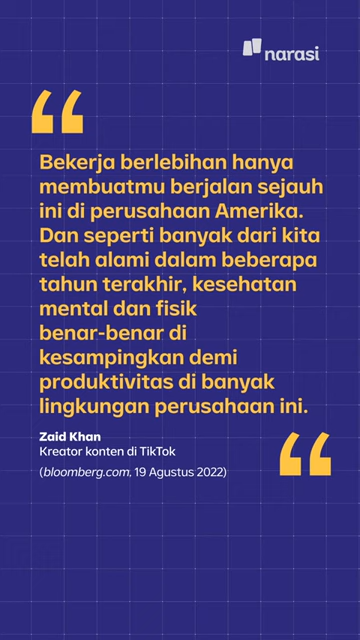 narasi
Bekerja berlebihan hanya
membuatmu berjalan sejauh
ini di perusahaan Amerika.
Dan seperti banyak dari kita
telah alami dalam beberapa
tahun terakhir, kesehatan
mental dan fisik
benar-benar di
kesampingkan demi
produktivitas di banyak
lingkungan perusahaan ini.
Zaid Khan
Kreator konten di TikTok
(bloomberg.com, 19 Agustus 2022)